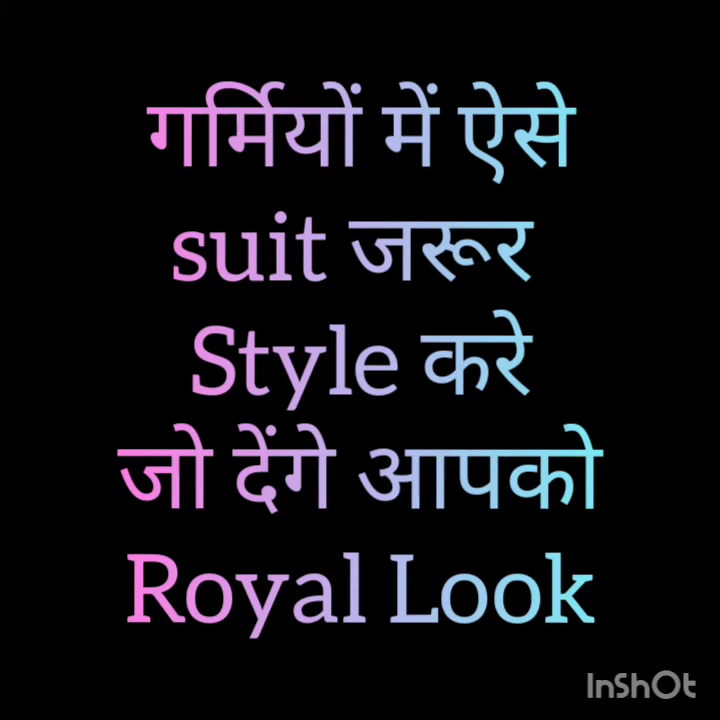 गर्मियों में ऐसे
suit जरूर
Style करे
जो देंगे आपको
Royal Look
InShOt